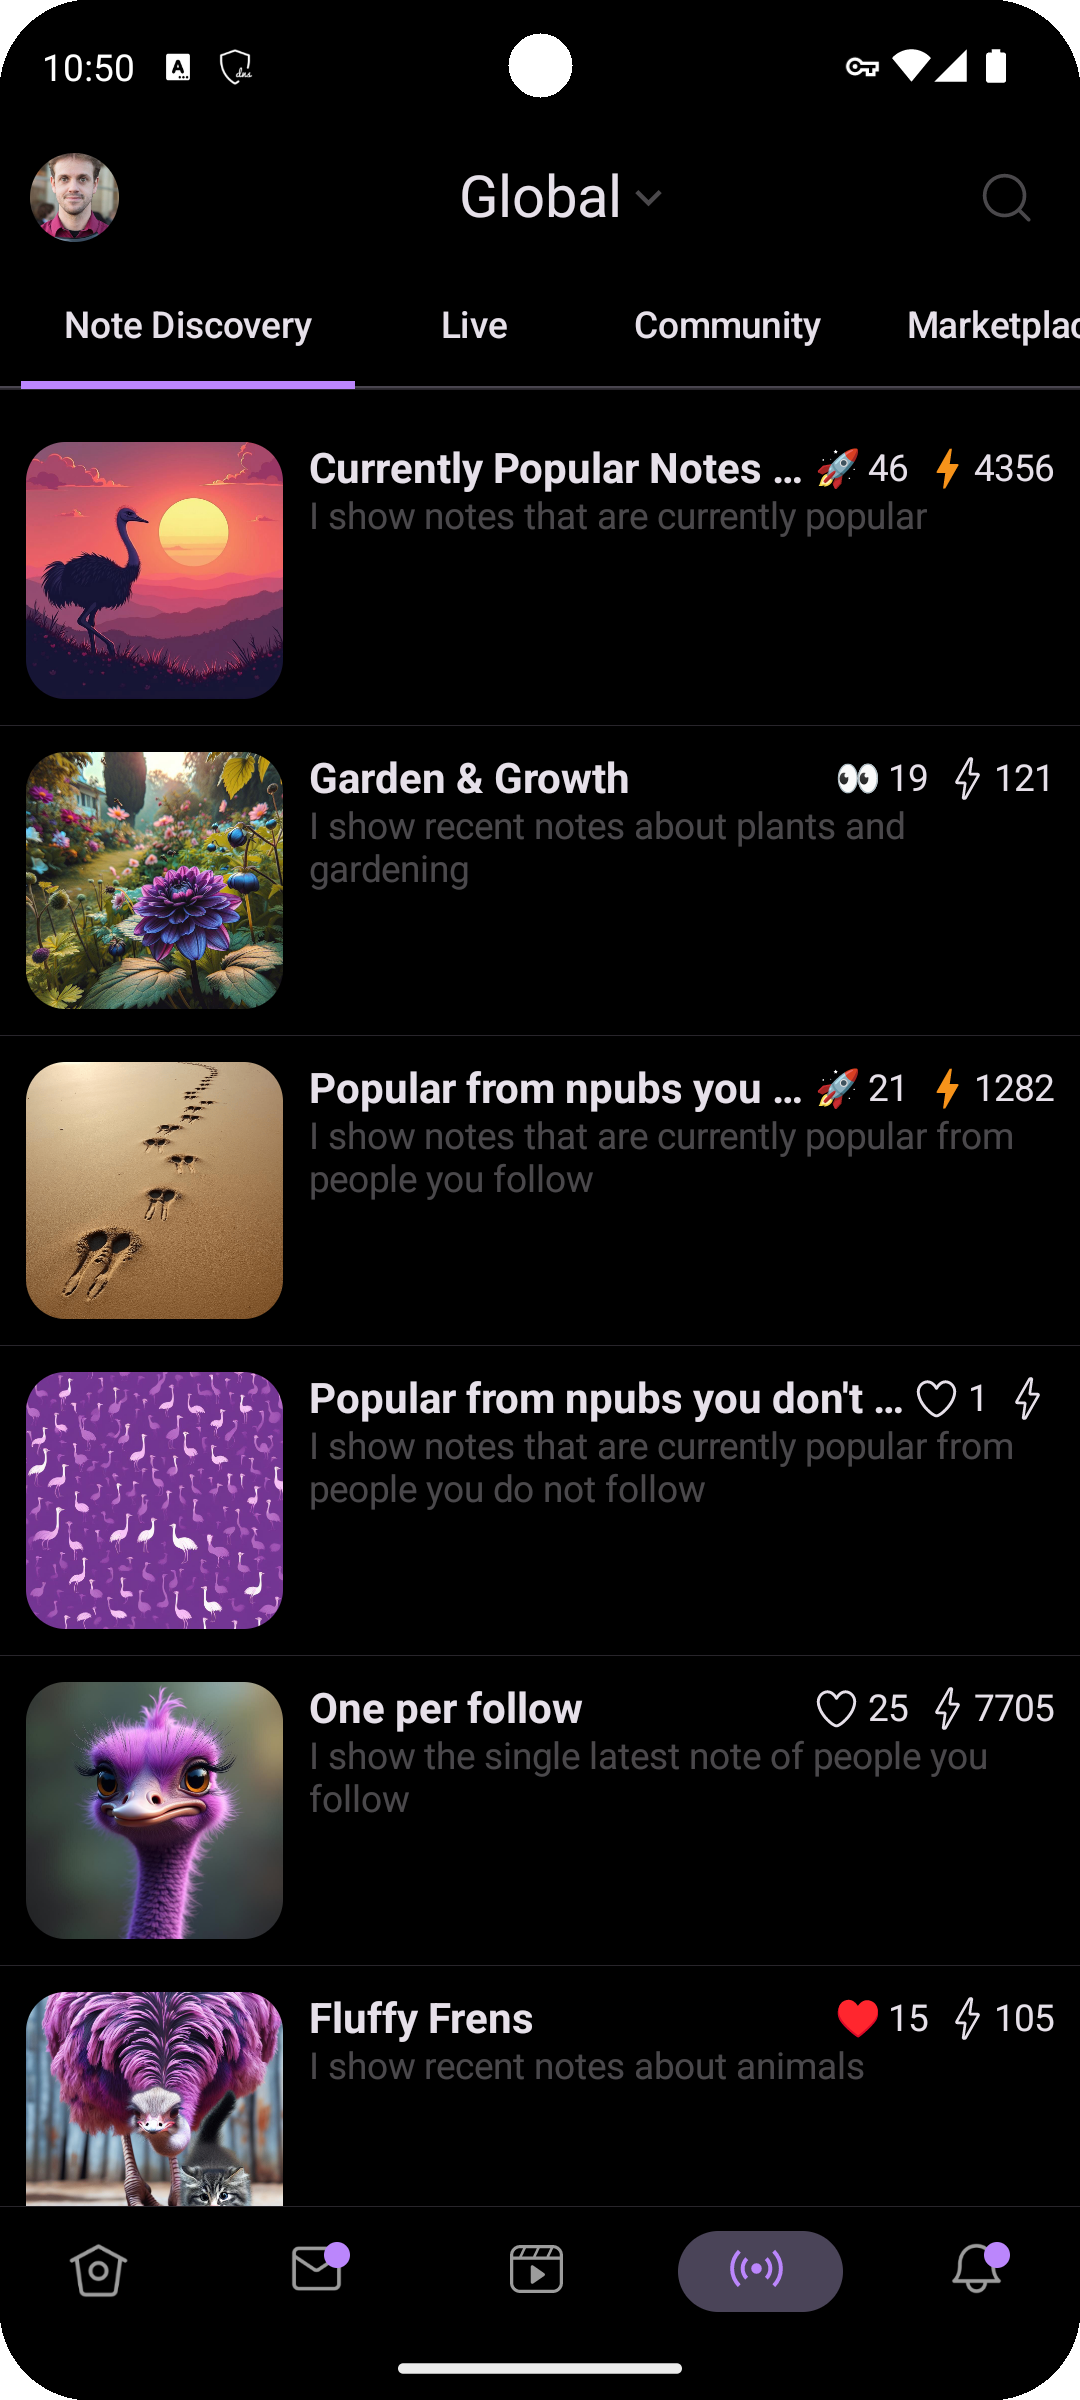 10:50
Global
Note Discovery Live Community Marketplac
Currently Popular Notes ... 🚀 46 4356
I show notes that are currently popular
Garden & Growth 👀 19 121
I show recent notes about plants and
gardening
Popular from npubs you ... 🚀 21 1282
I show notes that are currently popular from
people you follow
Popular from npubs you don't ... 1
I show notes that are currently popular from
people you do not follow
One per follow 25 7705
I show the single latest note of people you
follow
Fluffy Frens ❤️ 15 105
I show recent notes about animals